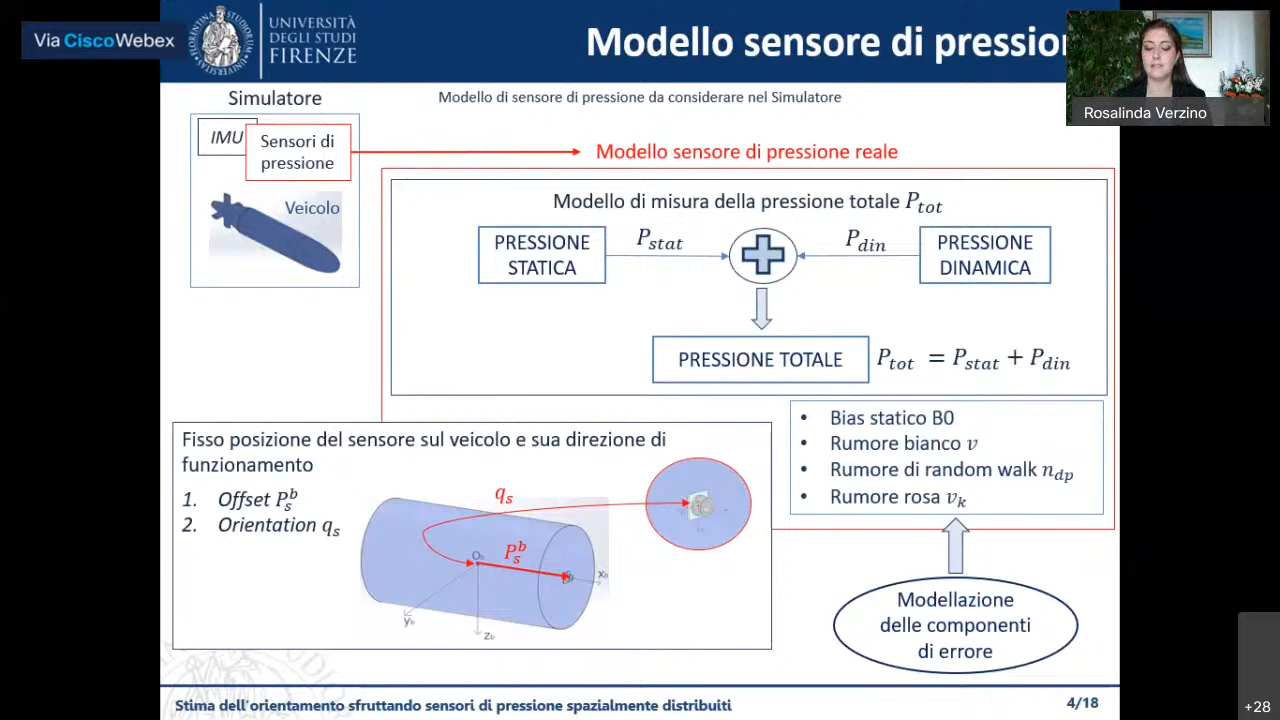 Via Cisco Webex
UNIVERSITÀ
DEGLI STUDI
FIRENZE
Modello sensore di pressio
Rosalinda Verzino
Simulatore
Modello di sensore di pressione da considerare nel Simulatore
IMU
Sensori di
pressione
Veicolo
Modello sensore di pressione reale
Modello di misura della pressione totale P_tot
PRESSIONE
STATICA
P_stat
P_din
PRESSIONE
DINAMICA
PRESSIONE TOTALE
P_tot = P_stat + P_din
• Bias statico B0
• Rumore bianco v
• Rumore di random walk n_dp
• Rumore rosa v_k
Fisso posizione del sensore sul veicolo e sua direzione di
funzionamento
1. Offset P_s^b
2. Orientation q_s
q_s
P_s^b
O_b
x_b
y_b
z_b
Modellazione
delle componenti
di errore
Stima dell'orientamento sfruttando sensori di pressione spazialmente distribuiti
4/18
+28